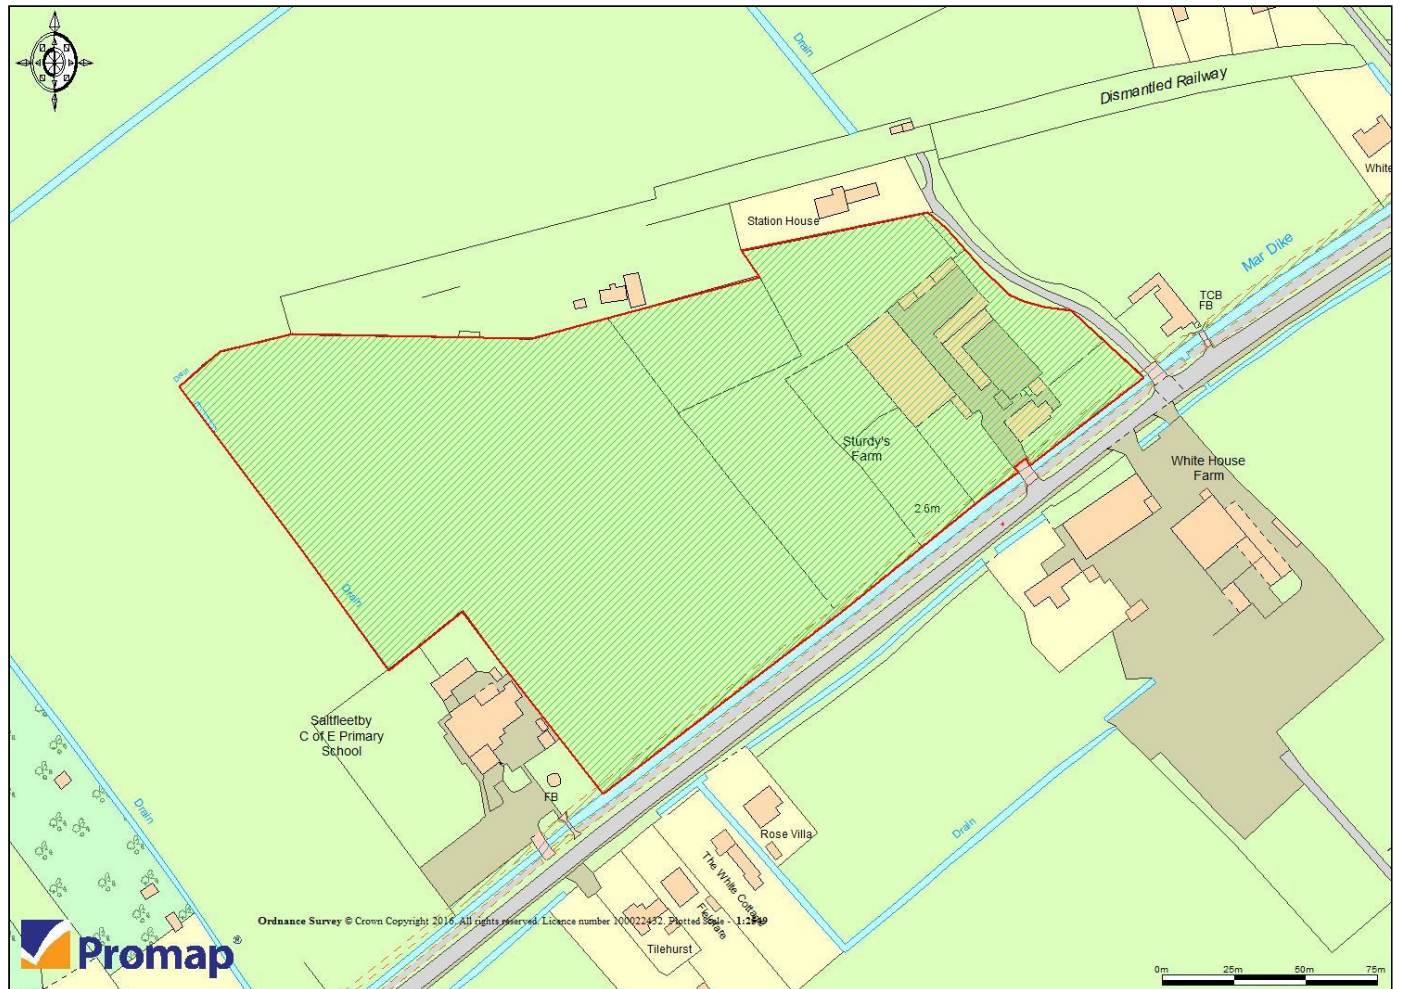 Drain
Dismantled Railway
White
Station House
Mar Dike
TCB
FB
Drain
Sturdy's
Farm
White House
Farm
2.6m
Drain
Saltfleetby
C of E Primary
School
FB
Drain
Rose Villa
Drain
The White Cottage
Tilehurst
Ordnance Survey © Crown Copyright 2016. All rights reserved. Licence number 100022432. Plotted Scale -
Promap®
0m 25m 50m 75m